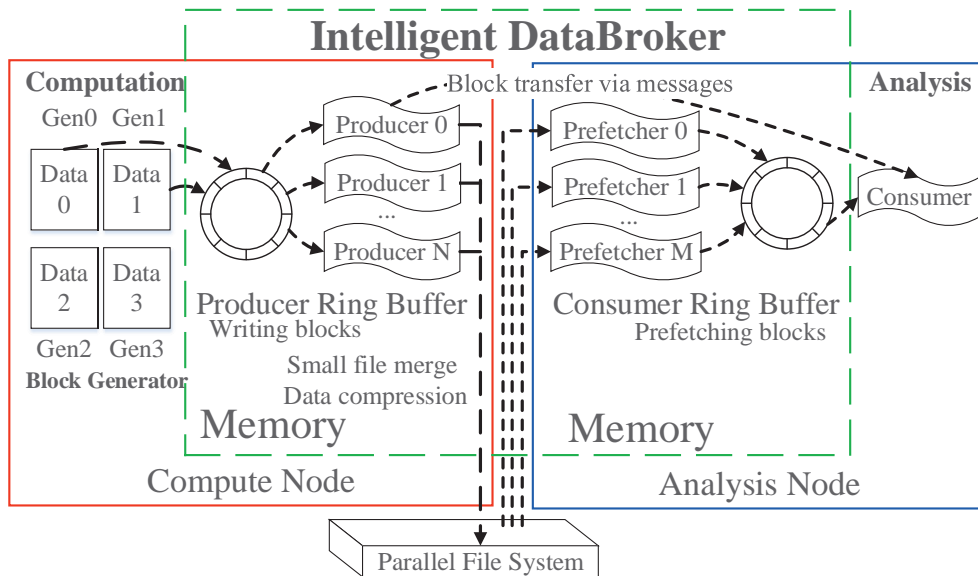 Intelligent DataBroker
Computation
Block transfer via messages
Analysis
Gen0 Gen1
Data
0
Data
1
Data
2
Data
3
Gen2 Gen3
Block Generator
Producer 0
Producer 1
...
Producer N
Producer Ring Buffer
Writing blocks
Small file merge
Data compression
Memory
Compute Node
Prefetcher 0
Prefetcher 1
...
Prefetcher M
Consumer
Consumer Ring Buffer
Prefetching blocks
Memory
Analysis Node
Parallel File System